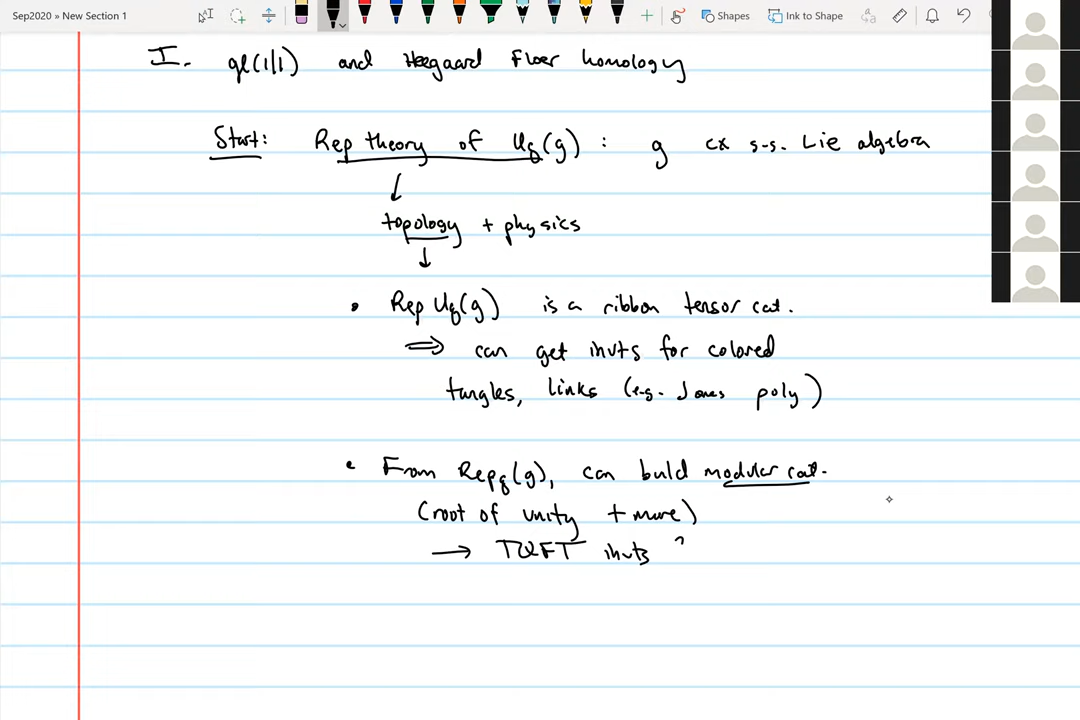 Sep2020 » New Section 1
Shapes
Ink to Shape
I. gl(1|1) and Heegaard Floer homology
Start: Rep theory of Uq(g) : g cx s-s. Lie algebra
topology + physics
• Rep Uq(g) is a ribbon tensor cat.
⇒ can get invts for colored
tangles, links (e.g. Jones poly)
• From Repq(g), can build modular cat.
(root of unity + more)
→ TQFT invts